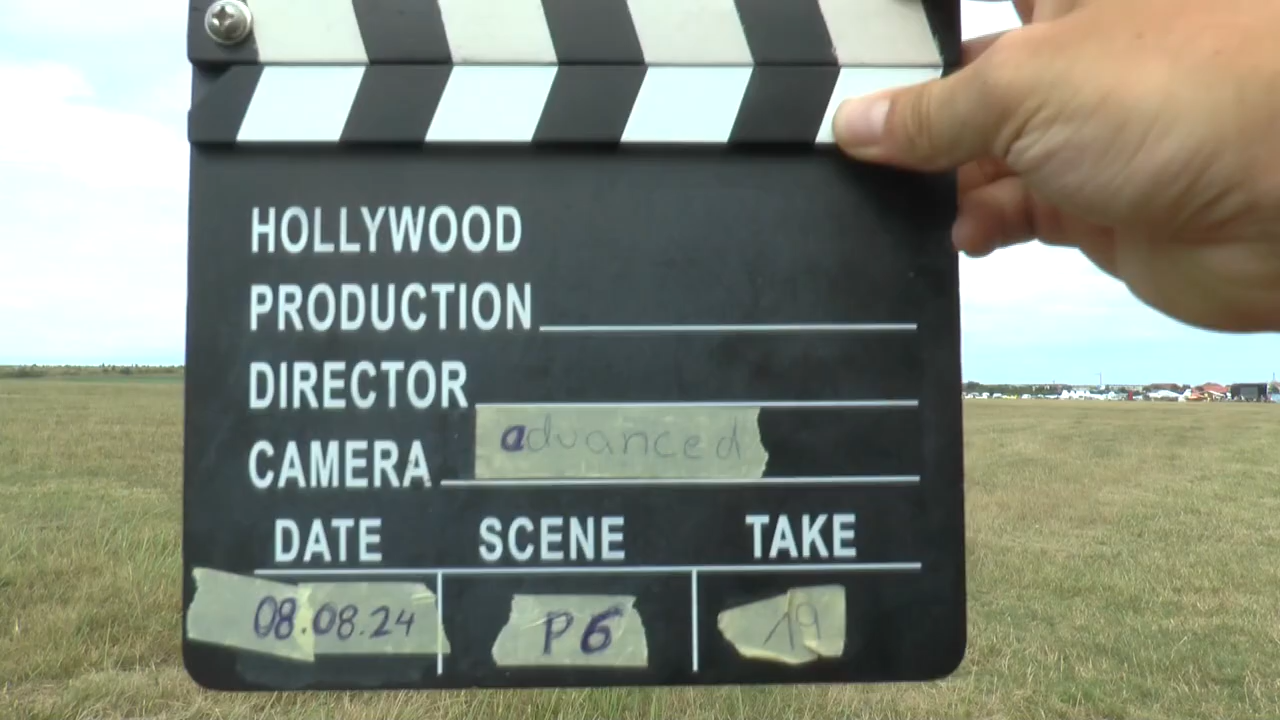 HOLLYWOOD
PRODUCTION
DIRECTOR
CAMERA advanced
DATE SCENE TAKE
08.08.24 P6 19